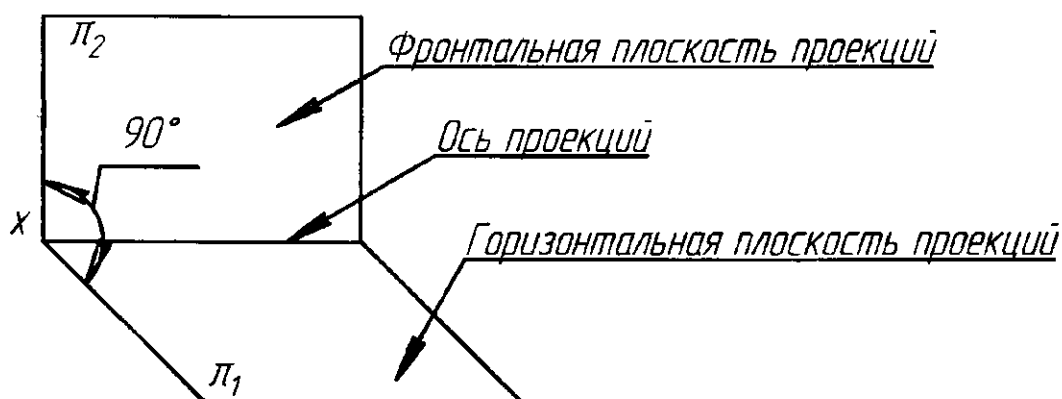 π₂
Фронтальная плоскость проекций
90°
Ось проекций
x
Горизонтальная плоскость проекций
π₁